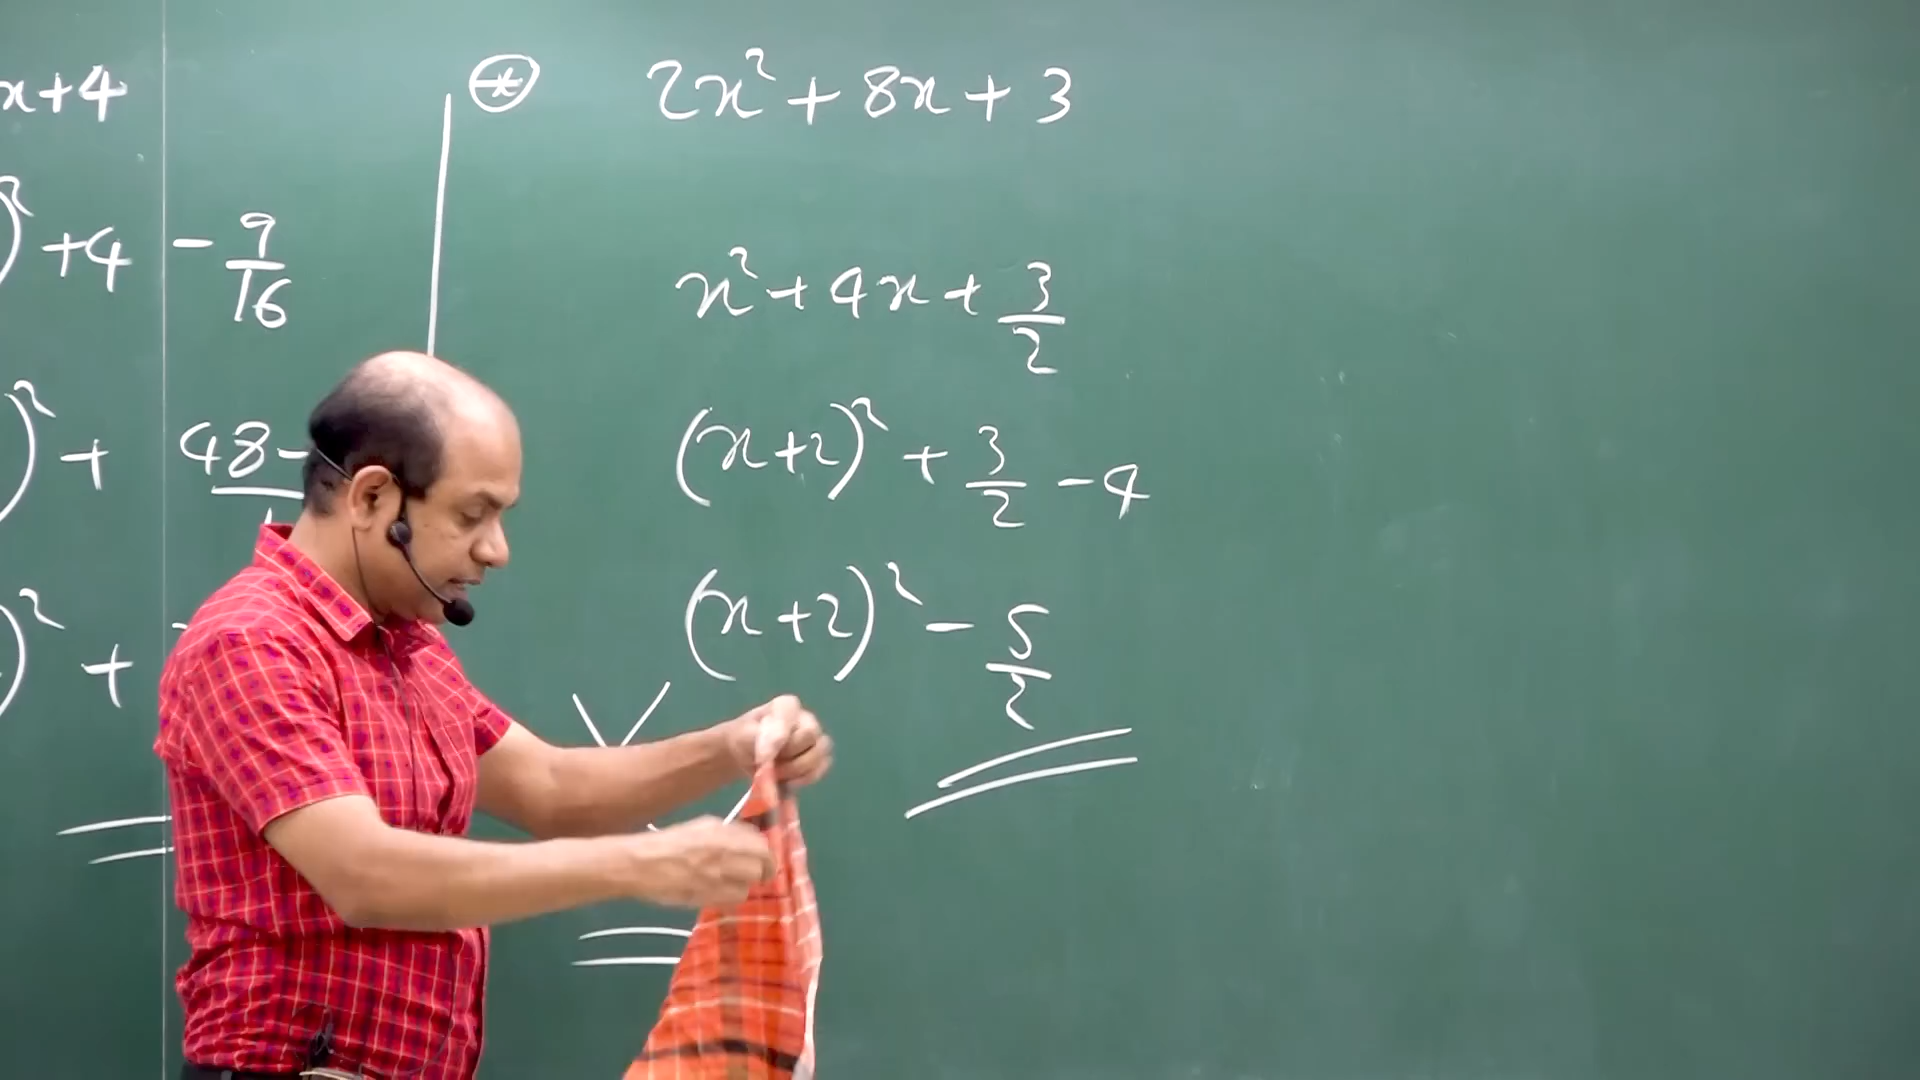 x+4
)² +4 - 9/16
)² + 48-
)² +
⊛ 2x² + 8x + 3
x² + 4x + 3/2
(x+2)² + 3/2 - 4
(x+2)² - 5/2